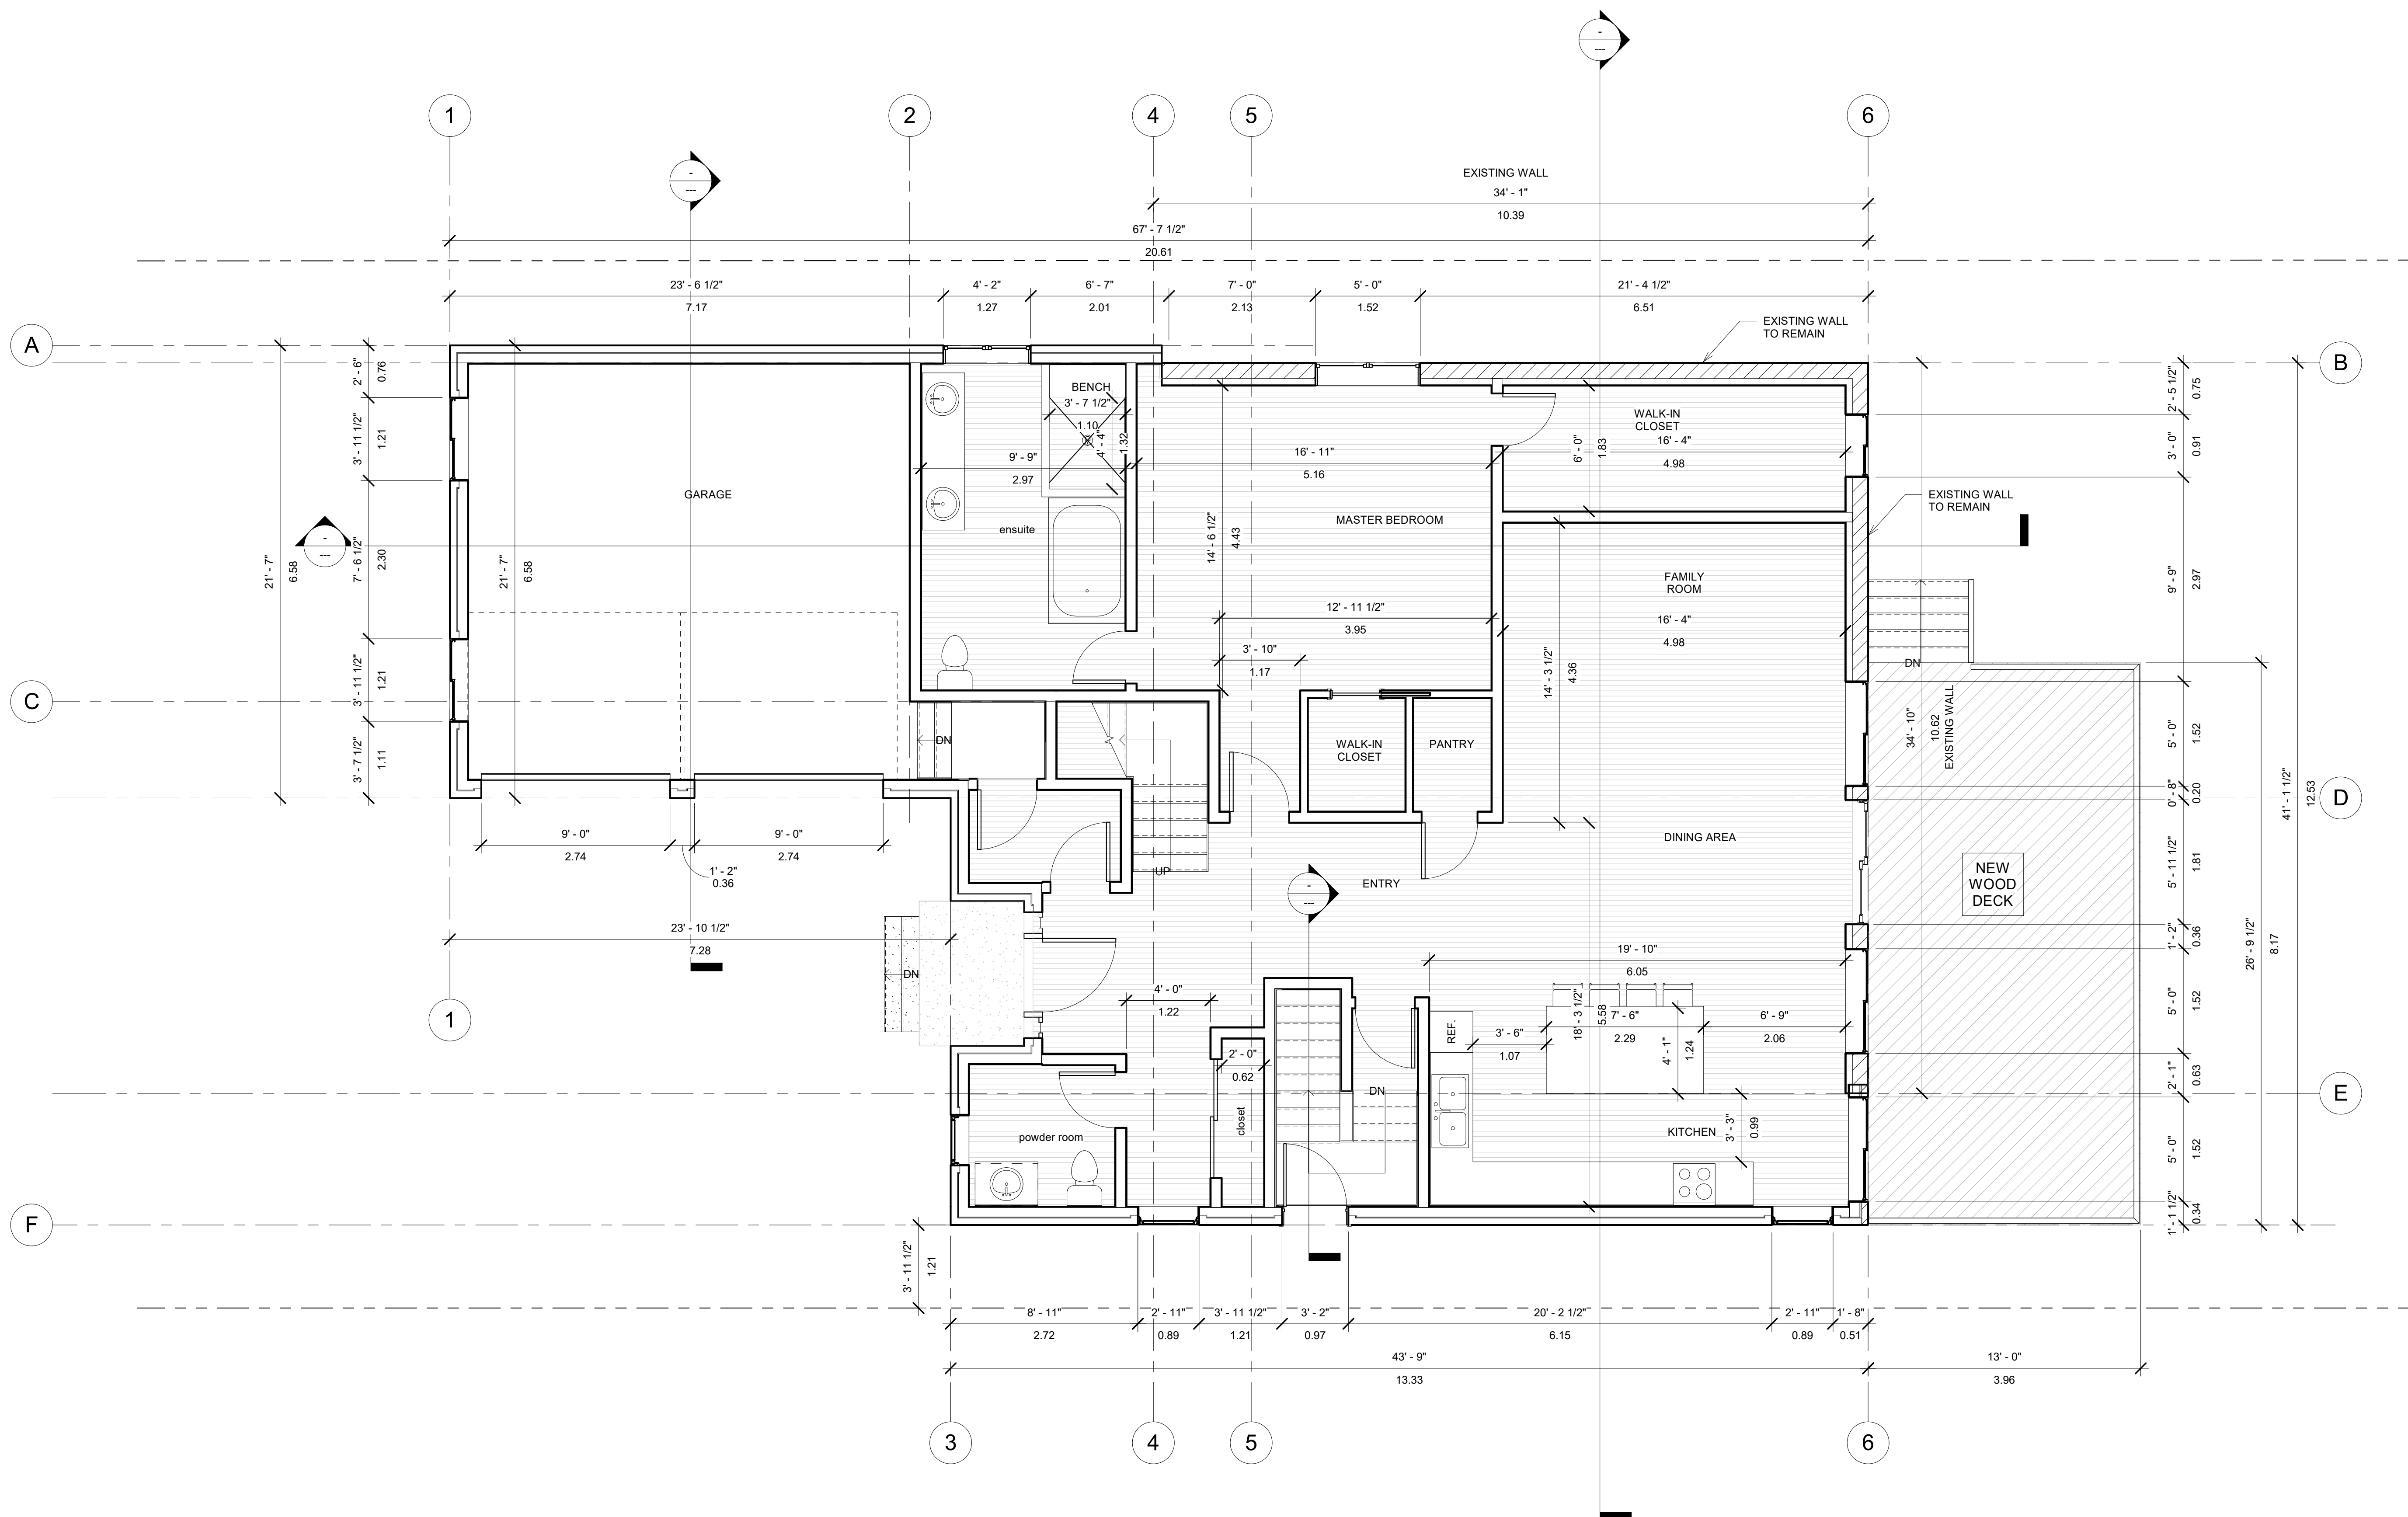 -
---
1
2
4
5
6
-
---
EXISTING WALL
34' - 1"
10.39
67' - 7 1/2"
20.61
23' - 6 1/2"
7.17
4' - 2"
1.27
6' - 7"
2.01
7' - 0"
2.13
5' - 0"
1.52
21' - 4 1/2"
6.51
EXISTING WALL
TO REMAIN
A
B
2' - 6"
0.76
3' - 11 1/2"
1.21
7' - 6 1/2"
2.30
3' - 11 1/2"
1.21
3' - 7 1/2"
1.11
21' - 7"
6.58
-
---
21' - 7"
6.58
GARAGE
BENCH
3' - 7 1/2"
1.10
4' - 4"
1.32
9' - 9"
2.97
ensuite
16' - 11"
5.16
MASTER BEDROOM
14' - 6 1/2"
4.43
12' - 11 1/2"
3.95
3' - 10"
1.17
WALK-IN
CLOSET
16' - 4"
4.98
6' - 0"
1.83
EXISTING WALL
TO REMAIN
FAMILY
ROOM
16' - 4"
4.98
14' - 3 1/2"
4.36
DN
34' - 10"
10.62
EXISTING WALL
2' - 5 1/2"
0.75
3' - 0"
0.91
9' - 9"
2.97
5' - 0"
1.52
0' - 8"
0.20
5' - 11 1/2"
1.81
1' - 2"
0.36
5' - 0"
1.52
2' - 1"
0.63
5' - 0"
1.52
1' - 1 1/2"
0.34
41' - 1 1/2"
12.53
26' - 9 1/2"
8.17
C
DN
WALK-IN
CLOSET
PANTRY
D
9' - 0"
2.74
9' - 0"
2.74
1' - 2"
0.36
UP
-
---
ENTRY
DINING AREA
NEW
WOOD
DECK
23' - 10 1/2"
7.28
DN
4' - 0"
1.22
19' - 10"
6.05
18' - 3 1/2"
5.58
REF.
3' - 6"
1.07
7' - 6"
2.29
4' - 1"
1.24
6' - 9"
2.06
1
2' - 0"
0.62
closet
DN
E
powder room
KITCHEN
3' - 3"
0.99
F
3' - 11 1/2"
1.21
8' - 11"
2.72
2' - 11"
0.89
3' - 11 1/2"
1.21
3' - 2"
0.97
20' - 2 1/2"
6.15
2' - 11"
0.89
1' - 8"
0.51
43' - 9"
13.33
13' - 0"
3.96
3
4
5
6